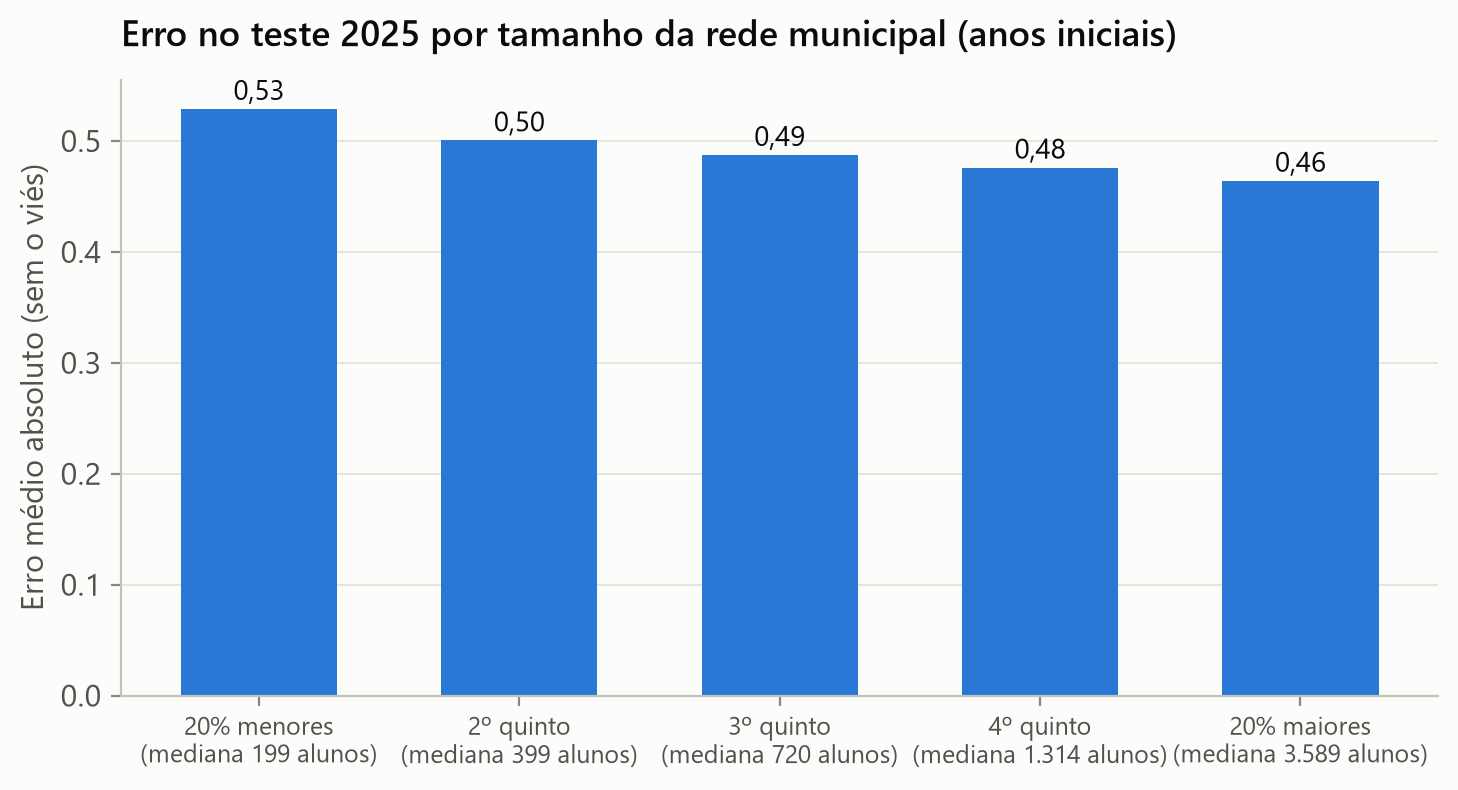 Erro no teste 2025 por tamanho da rede municipal (anos iniciais)
Erro médio absoluto (sem o viés)
0.5
0.4
0.3
0.2
0.1
0.0
0,53
0,50
0,49
0,48
0,46
20% menores
(mediana 199 alunos)
2º quinto
(mediana 399 alunos)
3º quinto
(mediana 720 alunos)
4º quinto
(mediana 1.314 alunos)
20% maiores
(mediana 3.589 alunos)